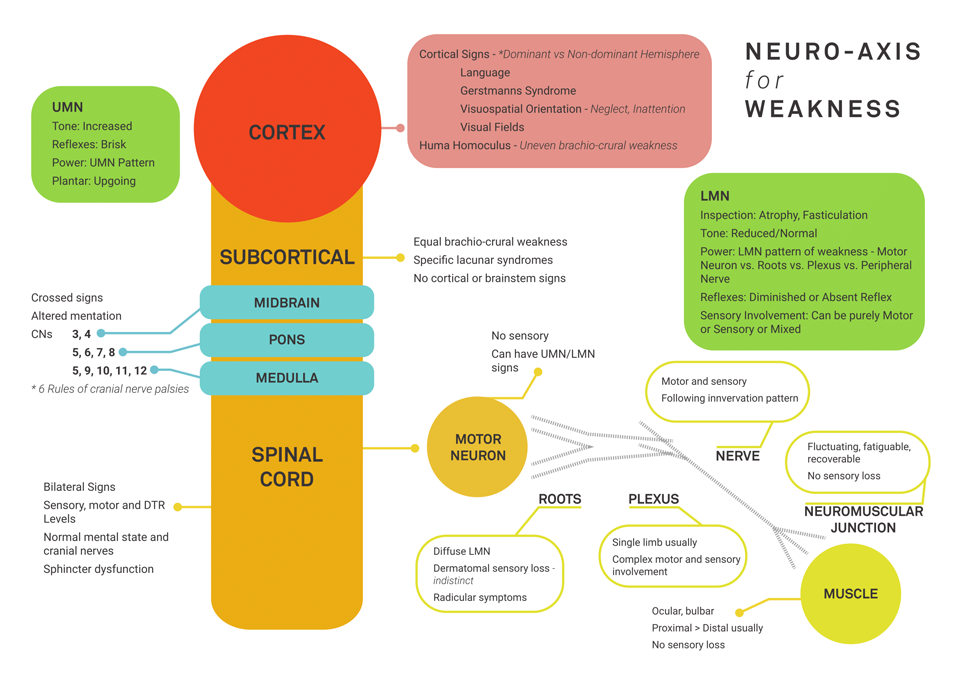 NEURO-AXIS
for
WEAKNESS
UMN
Tone: Increased
Reflexes: Brisk
Power: UMN Pattern
Plantar: Upgoing
CORTEX
Cortical Signs - *Dominant vs Non-dominant Hemisphere
Language
Gerstmanns Syndrome
Visuospatial Orientation - Neglect, Inattention
Visual Fields
Huma Homoculus - Uneven brachio-crural weakness
LMN
Inspection: Atrophy, Fasticulation
Tone: Reduced/Normal
Power: LMN pattern of weakness - Motor
Neuron vs. Roots vs. Plexus vs. Peripheral
Nerve
Reflexes: Diminished or Absent Reflex
Sensory Involvement: Can be purely Motor
or Sensory or Mixed
SUBCORTICAL
Equal brachio-crural weakness
Specific lacunar syndromes
No cortical or brainstem signs
Crossed signs
Altered mentation
CNs 3, 4
5, 6, 7, 8
5, 9, 10, 11, 12
* 6 Rules of cranial nerve palsies
MIDBRAIN
PONS
MEDULLA
SPINAL
CORD
Bilateral Signs
Sensory, motor and DTR
Levels
Normal mental state and
cranial nerves
Sphincter dysfunction
No sensory
Can have UMN/LMN
signs
MOTOR
NEURON
ROOTS
Diffuse LMN
Dermatomal sensory loss -
indistinct
Radicular symptoms
PLEXUS
Single limb usually
Complex motor and sensory
involvement
Motor and sensory
Following innvervation pattern
NERVE
Fluctuating, fatiguable,
recoverable
No sensory loss
NEUROMUSCULAR
JUNCTION
MUSCLE
Ocular, bulbar
Proximal > Distal usually
No sensory loss